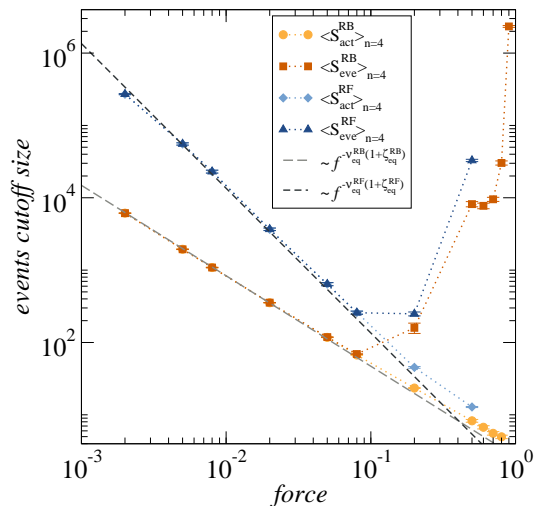 <S_act^RB>_n=4
<S_eve^RB>_n=4
<S_act^RF>_n=4
<S_eve^RF>_n=4
~ f^-ν_eq^RB(1+ζ_eq^RB)
~ f^-ν_eq^RF(1+ζ_eq^RF)
events cutoff size
10^6
10^4
10^2
10^-3 10^-2 10^-1 10^0
force